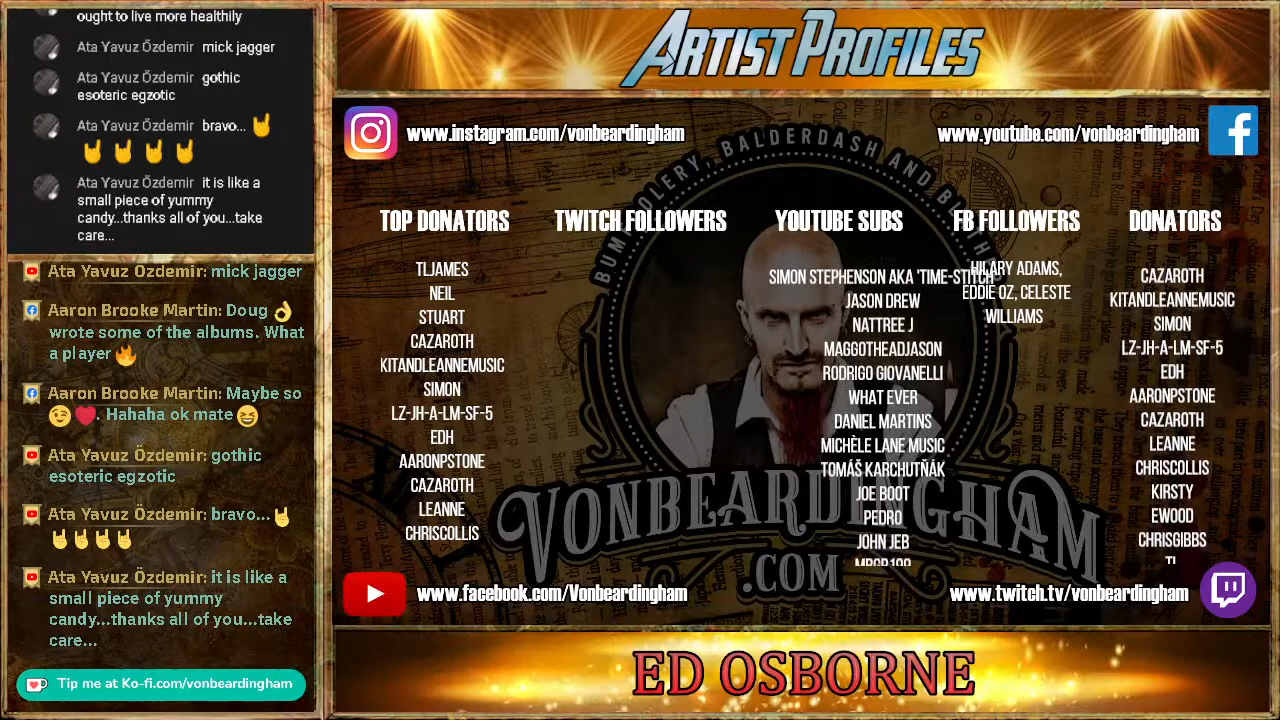 ought to live more healthily
Ata Yavuz Özdemir mick jagger
Ata Yavuz Özdemir gothic
esoteric egzotic
Ata Yavuz Özdemir bravo... 🤘
🤘 🤘 🤘 🤘
Ata Yavuz Özdemir it is like a
small piece of yummy
candy...thanks all of you...take
care...
Ata Yavuz Özdemir: mick jagger
Aaron Brooke Martin: Doug 👌
wrote some of the albums. What
a player 🔥
Aaron Brooke Martin: Maybe so
😉❤️. Hahaha ok mate 😆
Ata Yavuz Özdemir: gothic
esoteric egzotic
Ata Yavuz Özdemir: bravo...🤘
🤘🤘🤘🤘
Ata Yavuz Özdemir: it is like a
small piece of yummy
candy...thanks all of you...take
care...
Tip me at Ko-fi.com/vonbeardingham
ARTIST PROFILES
www.instagram.com/vonbeardingham
www.youtube.com/vonbeardingham
TOP DONATORS
TLJAMES
NEIL
STUART
CAZAROTH
KITANDLEANNEMUSIC
SIMON
LZ-JH-A-LM-SF-5
EDH
AARONPSTONE
CAZAROTH
LEANNE
CHRISCOLLIS
TWITCH FOLLOWERS
YOUTUBE SUBS
SIMON STEPHENSON AKA 'TIME-STITCH
JASON DREW
NATTREE J
MAGGOTHEADJASON
RODRIGO GIOVANELLI
WHAT EVER
DANIEL MARTINS
MICHÈLE LANE MUSIC
TOMÁŠ KARCHUTŇÁK
JOE BOOT
PEDRO
JOHN JEB
FB FOLLOWERS
HILARY ADAMS,
EDDIE OZ, CELESTE
WILLIAMS
DONATORS
CAZAROTH
KITANDLEANNEMUSIC
SIMON
LZ-JH-A-LM-SF-5
EDH
AARONPSTONE
CAZAROTH
LEANNE
CHRISCOLLIS
KIRSTY
EWOOD
CHRISGIBBS
BALDERDASH AND
VONBEARDINGHAM
.COM
www.facebook.com/Vonbeardingham
www.twitch.tv/vonbeardingham
ED OSBORNE